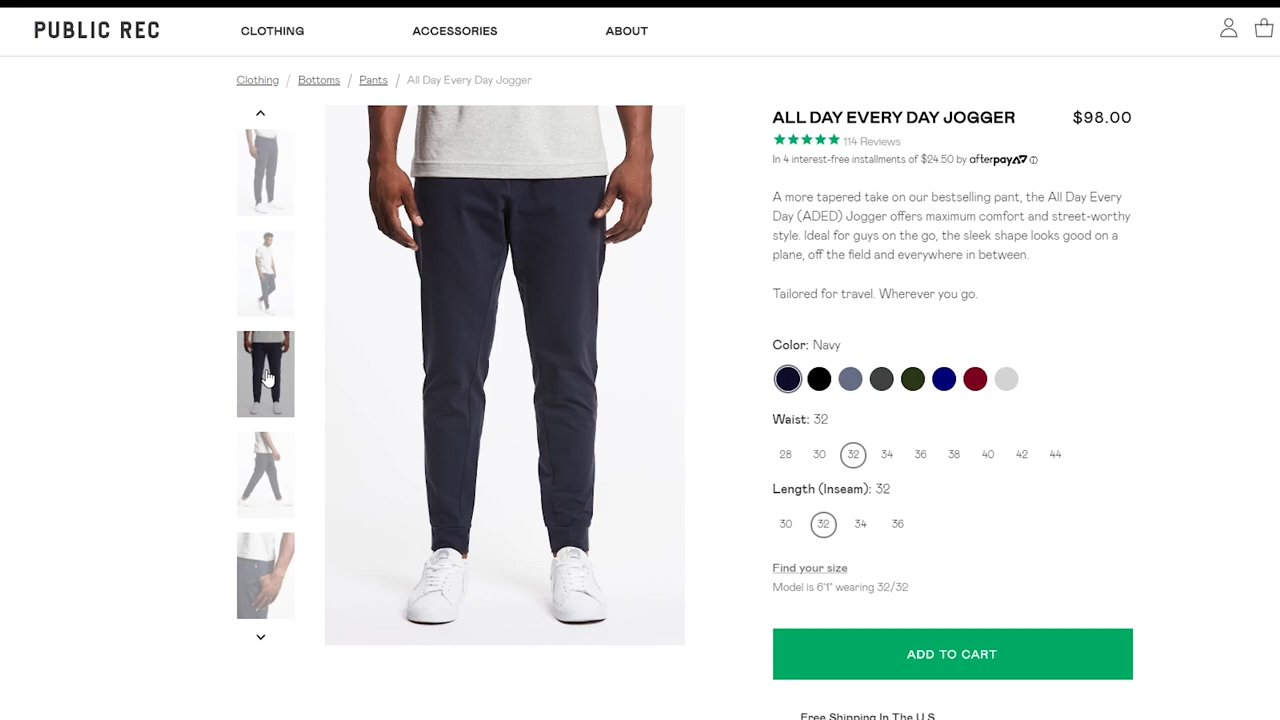 PUBLIC REC
CLOTHING
ACCESSORIES
ABOUT
Clothing / Bottoms / Pants / All Day Every Day Jogger
ALL DAY EVERY DAY JOGGER
$98.00
114 Reviews
In 4 interest-free installments of $24.50 by afterpay
A more tapered take on our bestselling pant, the All Day Every
Day (ADED) Jogger offers maximum comfort and street-worthy
style. Ideal for guys on the go, the sleek shape looks good on a
plane, off the field and everywhere in between.
Tailored for travel. Wherever you go.
Color: Navy
Waist: 32
28 30 32 34 36 38 40 42 44
Length (Inseam): 32
30 32 34 36
Find your size
Model is 6'1" wearing 32/32
ADD TO CART
Free Shipping In The U.S